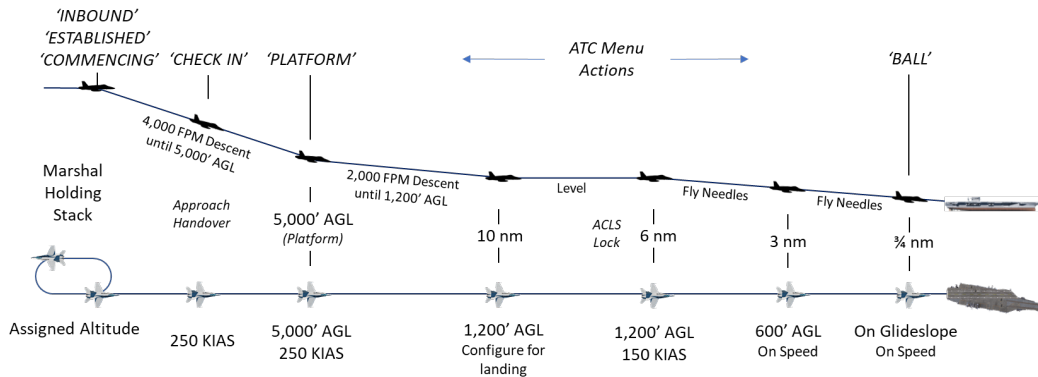 ‘INBOUND’
‘ESTABLISHED’
‘COMMENCING’
‘CHECK IN’
‘PLATFORM’
ATC Menu
Actions
‘BALL’
4,000 FPM Descent
until 5,000’ AGL
2,000 FPM Descent
until 1,200’ AGL
Level
Fly Needles
Fly Needles
Marshal
Holding
Stack
Approach
Handover
5,000’ AGL
(Platform)
10 nm
ACLS
Lock
6 nm
3 nm
¾ nm
Assigned Altitude
250 KIAS
5,000’ AGL
250 KIAS
1,200’ AGL
Configure for
landing
1,200’ AGL
150 KIAS
600’ AGL
On Speed
On Glideslope
On Speed